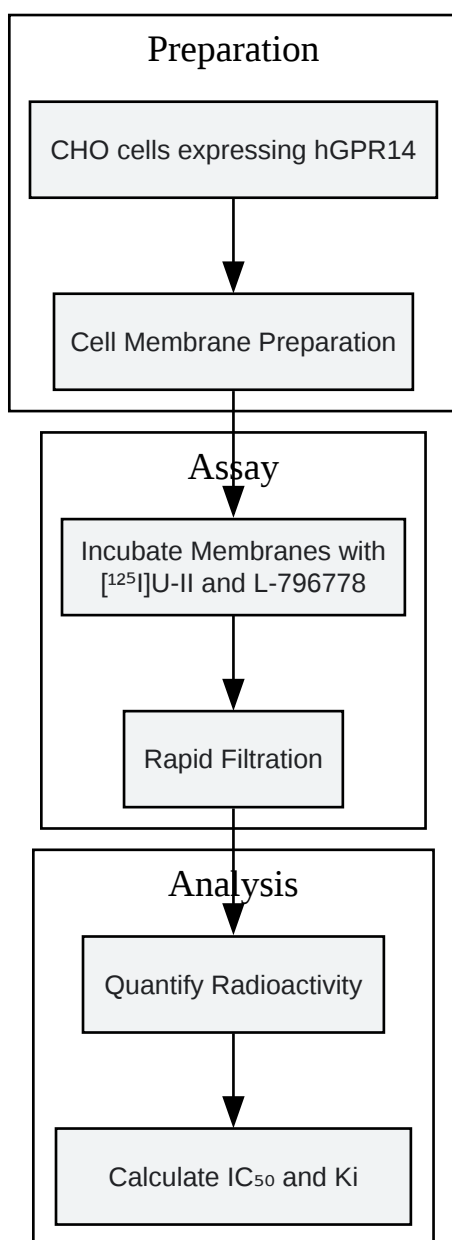 Preparation
CHO cells expressing hGPR14
Cell Membrane Preparation
Assay
Incubate Membranes with
[¹²⁵I]U-II and L-796778
Rapid Filtration
Analysis
Quantify Radioactivity
Calculate IC₅₀ and Ki